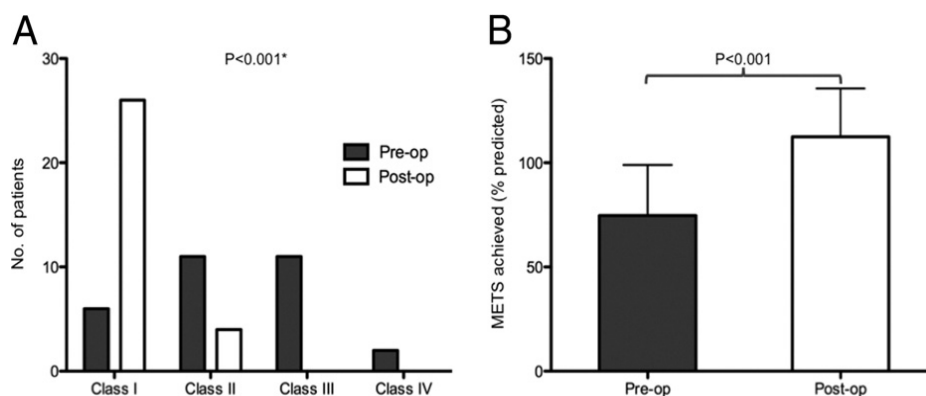 A
P<0.001*
No. of patients
30
20
10
0
Pre-op
Post-op
Class I
Class II
Class III
Class IV
B
P<0.001
METS achieved (% predicted)
150
100
50
0
Pre-op
Post-op